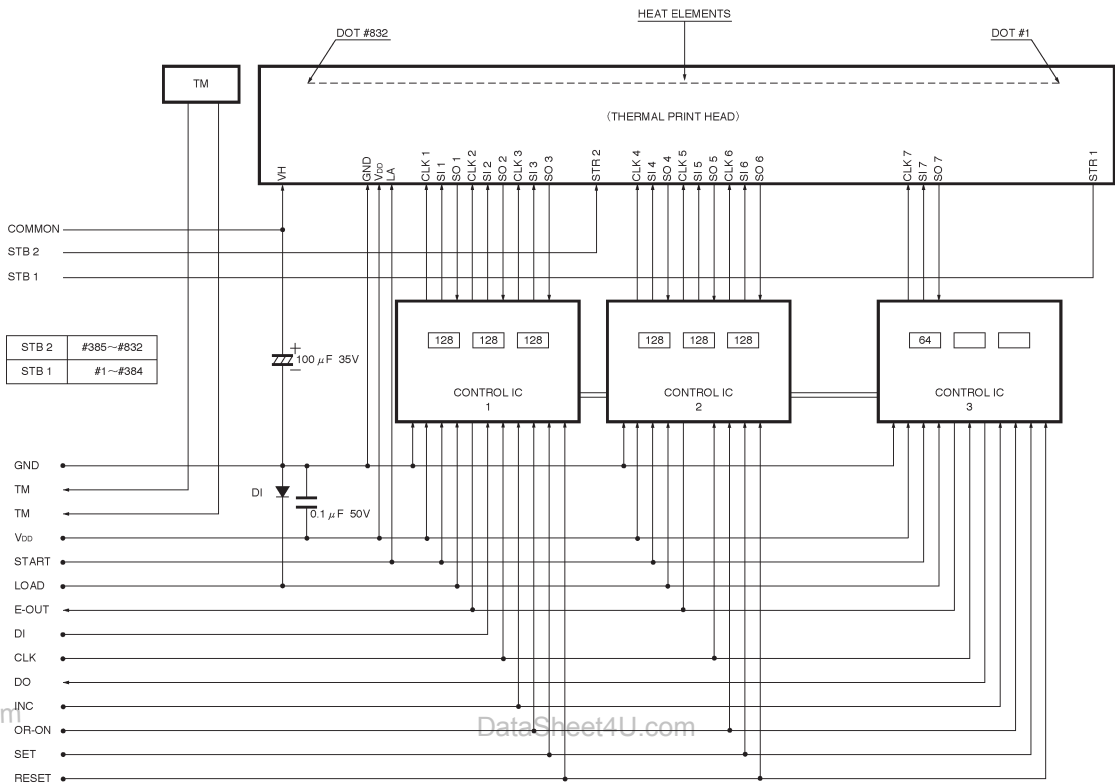 HEAT ELEMENTS
DOT #832
DOT #1
TM
(THERMAL PRINT HEAD)
VH
GND
VDD
LA
CLK 1
SI 1
SO 1
CLK 2
SI 2
SO 2
CLK 3
SI 3
SO 3
STR 2
CLK 4
SI 4
SO 4
CLK 5
SI 5
SO 5
CLK 6
SI 6
SO 6
CLK 7
SI 7
SO 7
STR 1
COMMON
STB 2
STB 1
STB 2 #385~#832
STB 1 #1~#384
+
100 μF 35V
−
128 128 128
CONTROL IC
1
128 128 128
CONTROL IC
2
64
CONTROL IC
3
GND
TM
DI
0.1 μF 50V
TM
VDD
START
LOAD
E-OUT
DI
CLK
DO
m
INC
OR-ON
DataSheet4U.com
SET
RESET